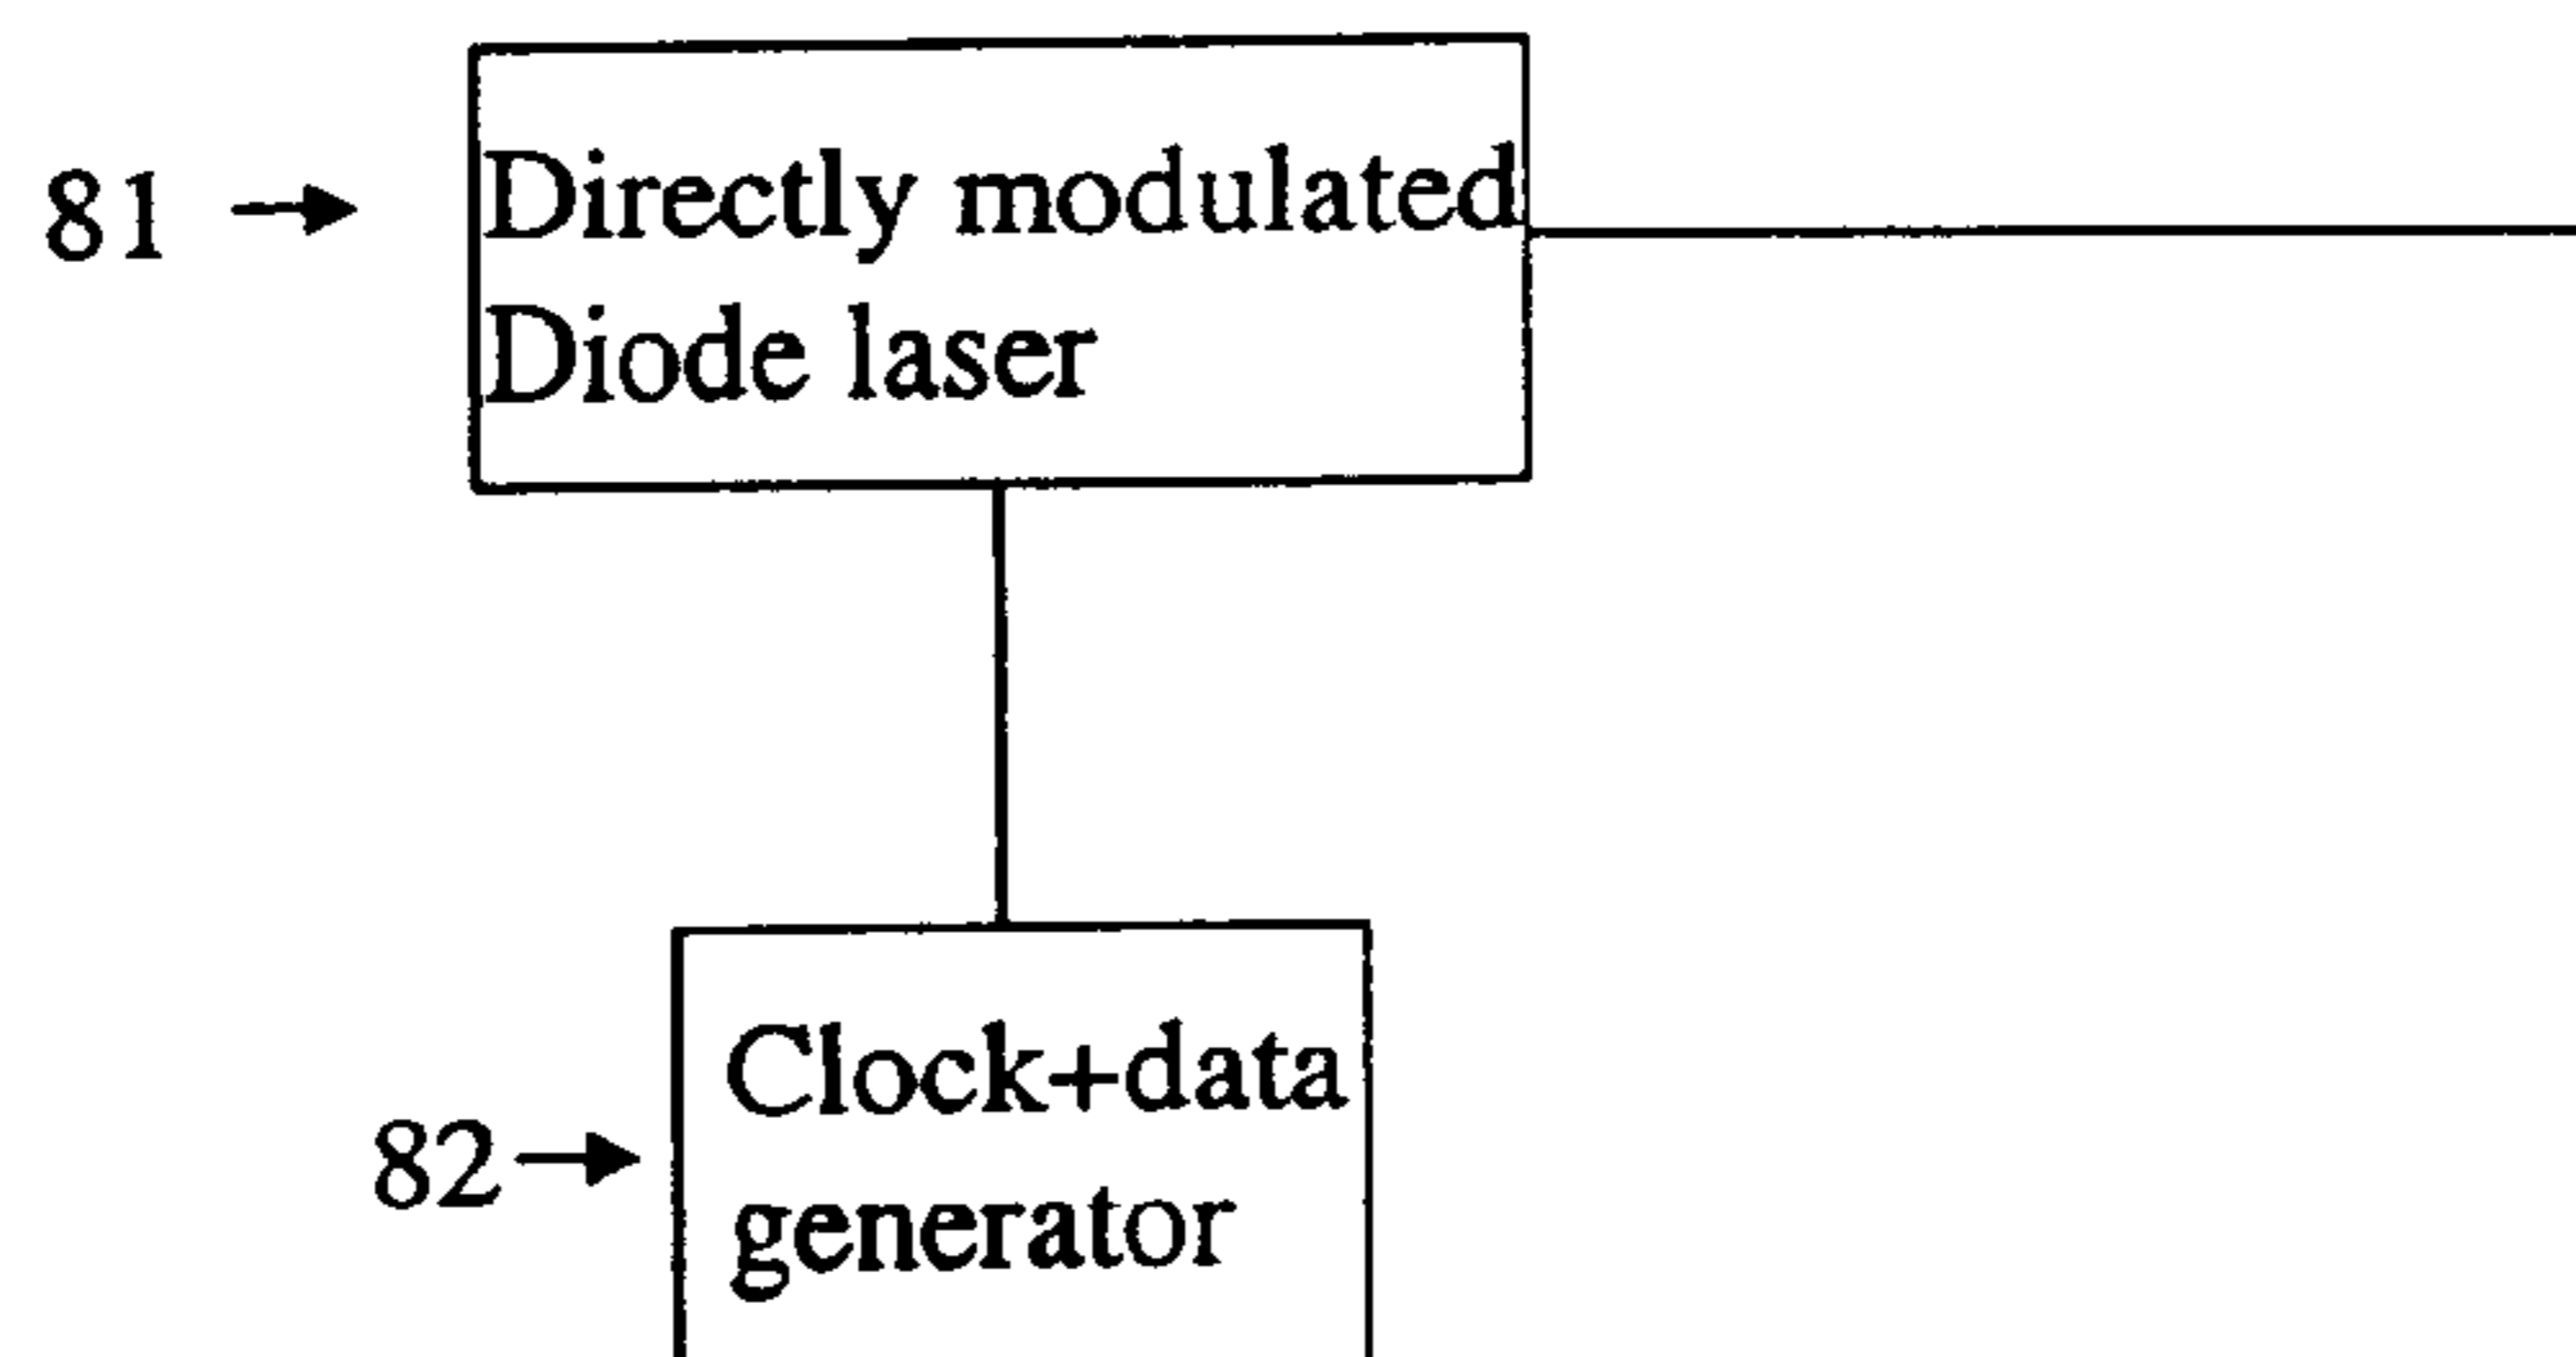 81
Directly modulated
Diode laser
82
Clock+data
generator